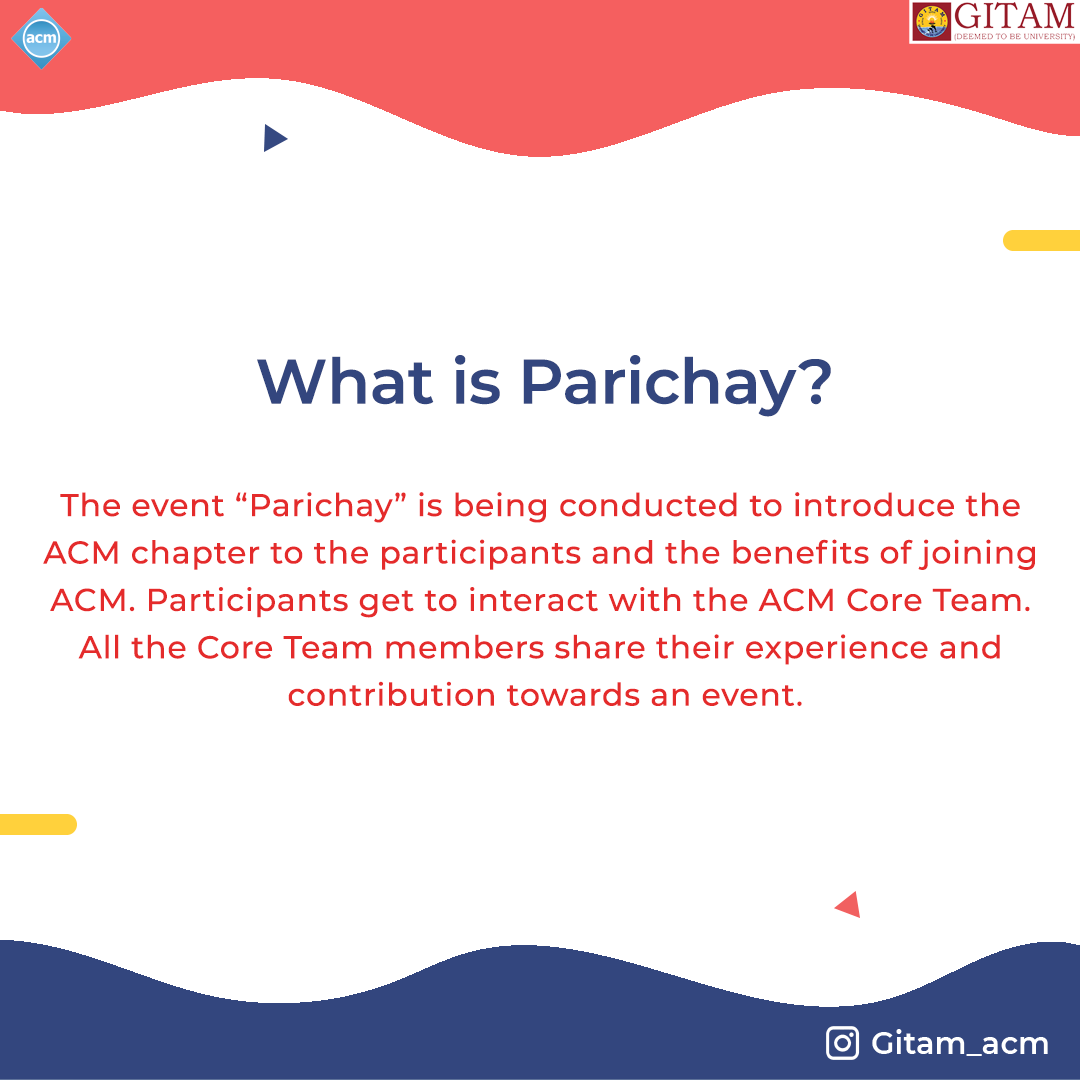 acm
GITAM
(DEEMED TO BE UNIVERSITY)
What is Parichay?
The event “Parichay” is being conducted to introduce the
ACM chapter to the participants and the benefits of joining
ACM. Participants get to interact with the ACM Core Team.
All the Core Team members share their experience and
contribution towards an event.
Gitam_acm